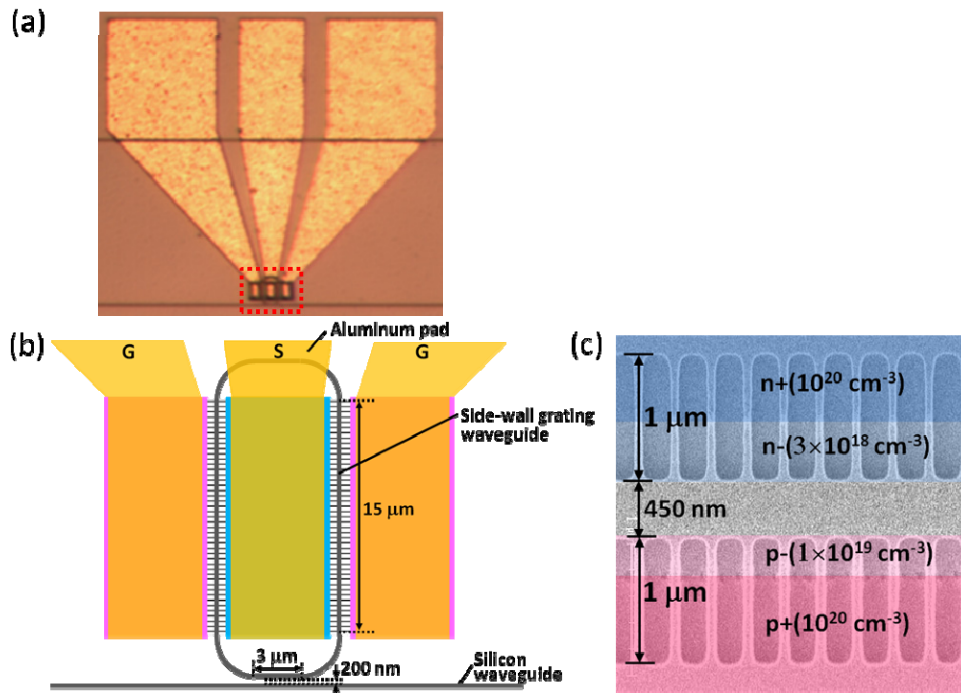 (a)
(b)
Aluminum pad
G
S
G
Side-wall grating
waveguide
15 μm
3 μm
200 nm
Silicon
waveguide
(c)
n+(10²⁰ cm⁻³)
1 μm
n-(3×10¹⁸ cm⁻³)
450 nm
p-(1×10¹⁹ cm⁻³)
1 μm
p+(10²⁰ cm⁻³)